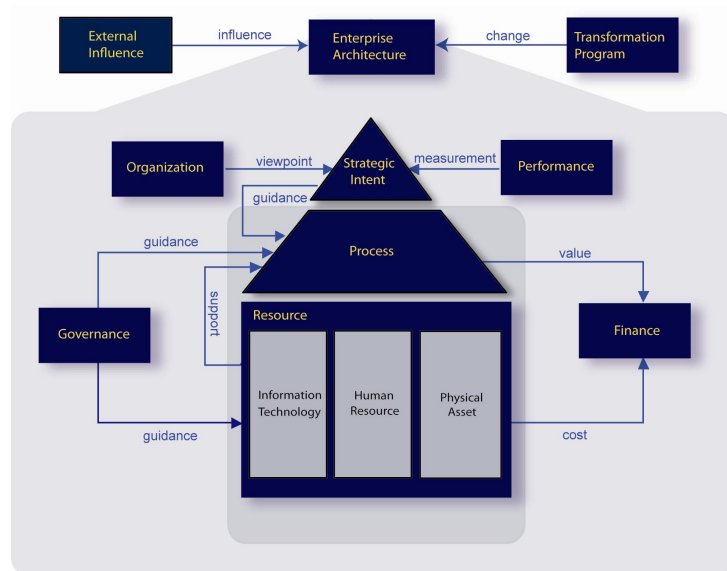 External
Influence
influence
Enterprise
Architecture
change
Transformation
Program
Organization
viewpoint
Strategic
Intent
measurement
Performance
guidance
guidance
Process
value
support
Governance
Resource
Finance
Information
Technology
Human
Resource
Physical
Asset
guidance
cost